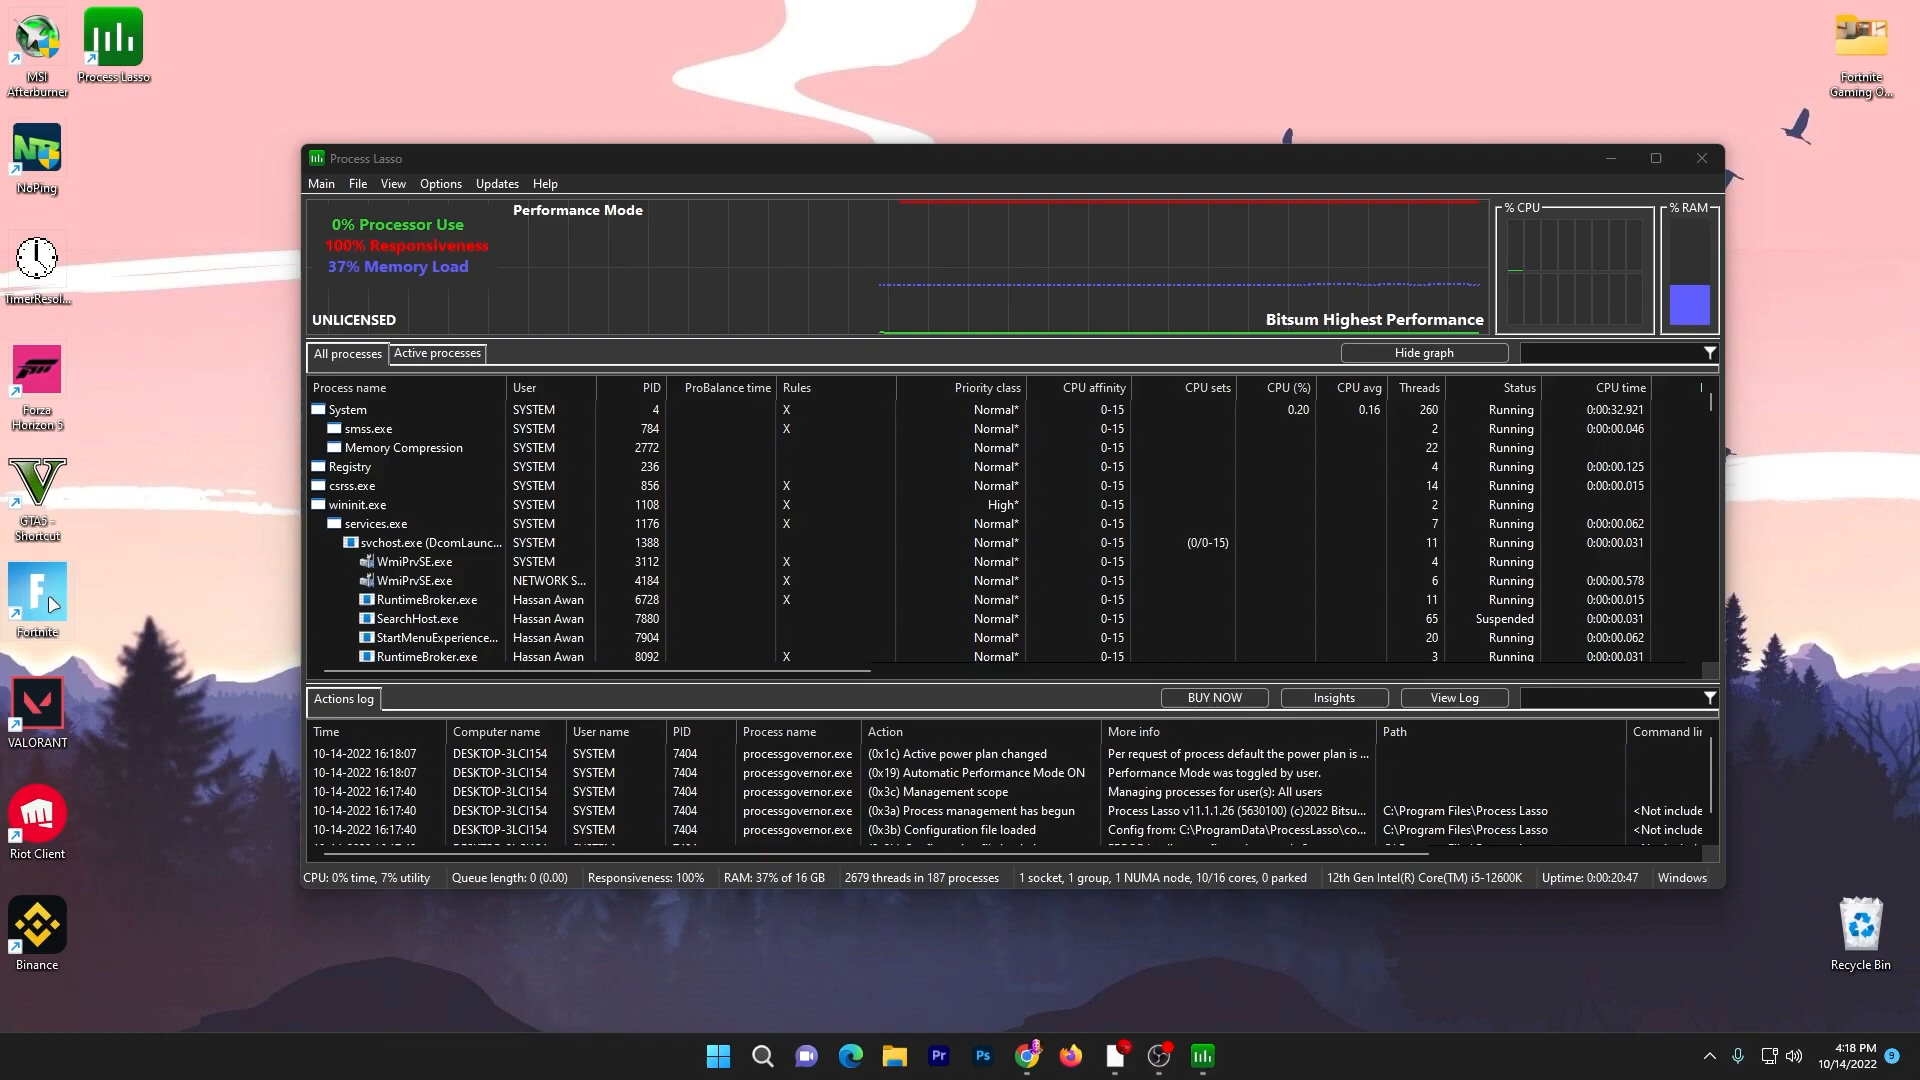 MSI
Afterburner
Process Lasso
NoPing
TimerResol...
Forza
Horizon 5
GTA5 -
Shortcut
Fortnite
VALORANT
Riot Client
Binance
Fortnite
Gaming O...
Recycle Bin
Process Lasso
Main File View Options Updates Help
Performance Mode
0% Processor Use
100% Responsiveness
37% Memory Load
UNLICENSED
Bitsum Highest Performance
% CPU
% RAM
All processes
Active processes
Hide graph
Process name User PID ProBalance time Rules Priority class CPU affinity CPU sets CPU (%) CPU avg Threads Status CPU time
System SYSTEM 4 X Normal* 0-15 0.20 0.16 260 Running 0:00:32.921
smss.exe SYSTEM 784 X Normal* 0-15 2 Running 0:00:00.046
Memory Compression SYSTEM 2772 Normal* 0-15 22 Running
Registry SYSTEM 236 Normal* 0-15 4 Running 0:00:00.125
csrss.exe SYSTEM 856 X Normal* 0-15 14 Running 0:00:00.015
wininit.exe SYSTEM 1108 X High* 0-15 2 Running
services.exe SYSTEM 1176 X Normal* 0-15 7 Running 0:00:00.062
svchost.exe (DcomLaunc... SYSTEM 1388 Normal* 0-15 (0/0-15) 11 Running 0:00:00.031
WmiPrvSE.exe SYSTEM 3112 X Normal* 0-15 4 Running
WmiPrvSE.exe NETWORK S... 4184 X Normal* 0-15 6 Running 0:00:00.578
RuntimeBroker.exe Hassan Awan 6728 X Normal* 0-15 11 Running 0:00:00.015
SearchHost.exe Hassan Awan 7880 Normal* 0-15 65 Suspended 0:00:00.031
StartMenuExperience... Hassan Awan 7904 Normal* 0-15 20 Running 0:00:00.062
RuntimeBroker.exe Hassan Awan 8092 X Normal* 0-15 3 Running 0:00:00.031
Actions log
BUY NOW
Insights
View Log
Time Computer name User name PID Process name Action More info Path Command lir
10-14-2022 16:18:07 DESKTOP-3LCI154 SYSTEM 7404 processgovernor.exe (0x1c) Active power plan changed Per request of process default the power plan is ...
10-14-2022 16:18:07 DESKTOP-3LCI154 SYSTEM 7404 processgovernor.exe (0x19) Automatic Performance Mode ON Performance Mode was toggled by user.
10-14-2022 16:17:40 DESKTOP-3LCI154 SYSTEM 7404 processgovernor.exe (0x3c) Management scope Managing processes for user(s): All users
10-14-2022 16:17:40 DESKTOP-3LCI154 SYSTEM 7404 processgovernor.exe (0x3a) Process management has begun Process Lasso v11.1.1.26 (5630100) (c)2022 Bitsu... C:\Program Files\Process Lasso <Not include
10-14-2022 16:17:40 DESKTOP-3LCI154 SYSTEM 7404 processgovernor.exe (0x3b) Configuration file loaded Config from: C:\ProgramData\ProcessLasso\co... C:\Program Files\Process Lasso <Not include
CPU: 0% time, 7% utility Queue length: 0 (0.00) Responsiveness: 100% RAM: 37% of 16 GB 2679 threads in 187 processes 1 socket, 1 group, 1 NUMA node, 10/16 cores, 0 parked 12th Gen Intel(R) Core(TM) i5-12600K Uptime: 0:00:20:47 Windows
Pr
Ps
4:18 PM
10/14/2022
9